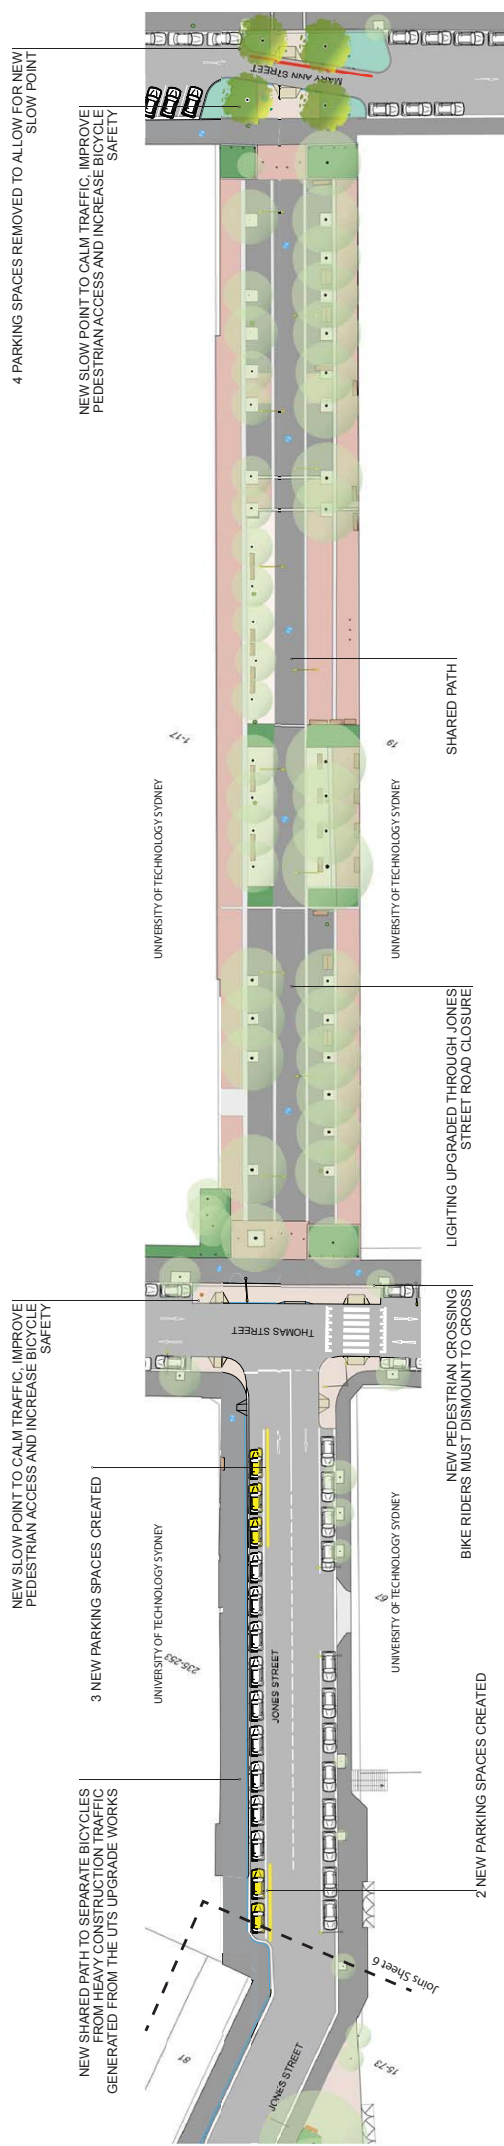 4 PARKING SPACES REMOVED TO ALLOW FOR NEW
SLOW POINT
NEW SLOW POINT TO CALM TRAFFIC, IMPROVE
PEDESTRIAN ACCESS AND INCREASE BICYCLE
SAFETY
MARY ANN STREET
1-17
19
UNIVERSITY OF TECHNOLOGY SYDNEY
UNIVERSITY OF TECHNOLOGY SYDNEY
SHARED PATH
LIGHTING UPGRADED THROUGH JONES
STREET ROAD CLOSURE
NEW SLOW POINT TO CALM TRAFFIC, IMPROVE
PEDESTRIAN ACCESS AND INCREASE BICYCLE
SAFETY
THOMAS STREET
NEW PEDESTRIAN CROSSING
BIKE RIDERS MUST DISMOUNT TO CROSS
3 NEW PARKING SPACES CREATED
UNIVERSITY OF TECHNOLOGY SYDNEY
235-253
JONES STREET
67
UNIVERSITY OF TECHNOLOGY SYDNEY
2 NEW PARKING SPACES CREATED
NEW SHARED PATH TO SEPARATE BICYCLES
FROM HEAVY CONSTRUCTION TRAFFIC
GENERATED FROM THE UTS UPGRADE WORKS
Joins Sheet 6
81
JONES STREET
15-73